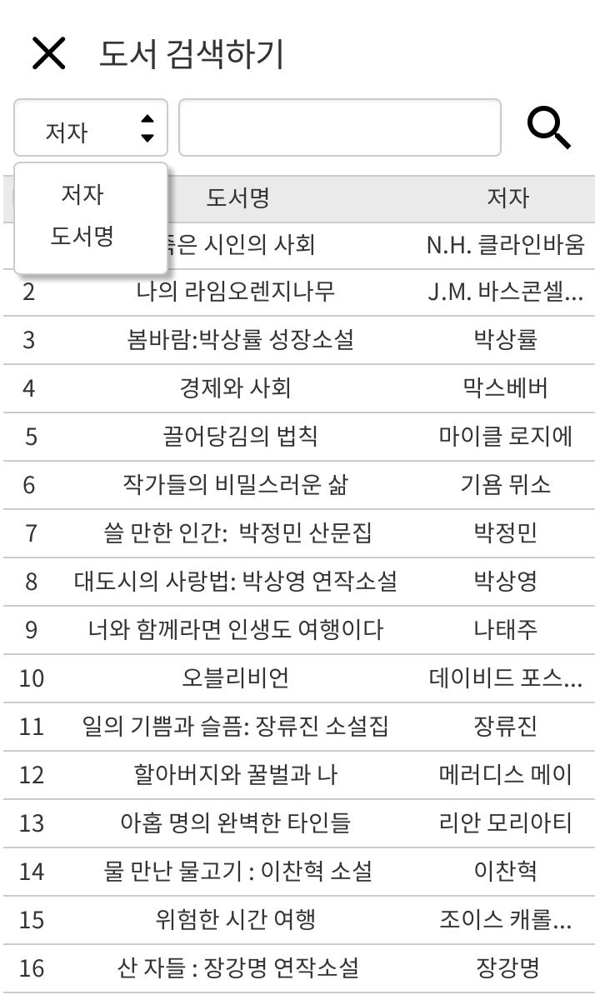 도서 검색하기
저자
저자
도서명
도서명 저자
은 시인의 사회 N.H. 클라인바움
2 나의 라임오렌지나무 J.M. 바스콘셀...
3 봄바람:박상률 성장소설 박상률
4 경제와 사회 막스베버
5 끌어당김의 법칙 마이클 로지에
6 작가들의 비밀스러운 삶 기욤 뮈소
7 쓸 만한 인간: 박정민 산문집 박정민
8 대도시의 사랑법: 박상영 연작소설 박상영
9 너와 함께라면 인생도 여행이다 나태주
10 오블리비언 데이비드 포스...
11 일의 기쁨과 슬픔: 장류진 소설집 장류진
12 할아버지와 꿀벌과 나 메러디스 메이
13 아홉 명의 완벽한 타인들 리안 모리아티
14 물 만난 물고기 : 이찬혁 소설 이찬혁
15 위험한 시간 여행 조이스 캐롤...
16 산 자들 : 장강명 연작소설 장강명